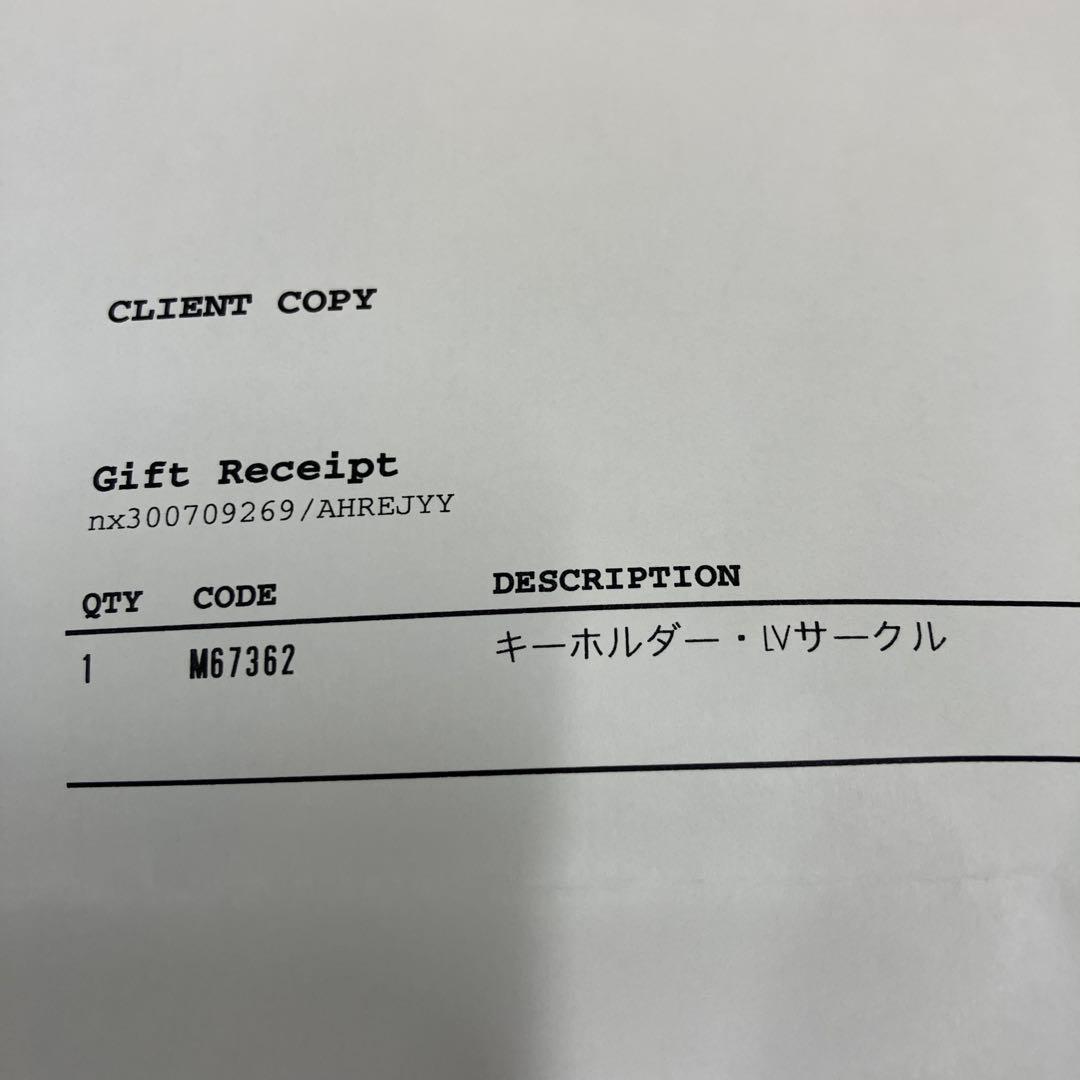 CLIENT COPY
Gift Receipt
nx300709269/AHREJYY
QTY CODE DESCRIPTION
1 M67362 キーホルダー・LVサークル